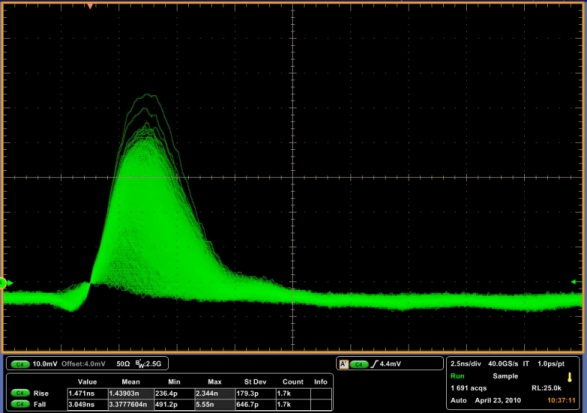 C4 10.0mV Offset:4.0mV 50Ω BW:2.5G
A' C4 4.4mV
2.5ns/div 40.0GS/s IT 1.0ps/pt
Run Sample
1 691 acqs RL:25.0k
Auto April 23, 2010 10:37:11
Value Mean Min Max St Dev Count Info
C4 Rise 1.471ns 1.43903n 236.4p 2.344n 179.3p 1.7k
C4 Fall 3.049ns 3.3777604n 491.2p 5.55n 646.7p 1.7k